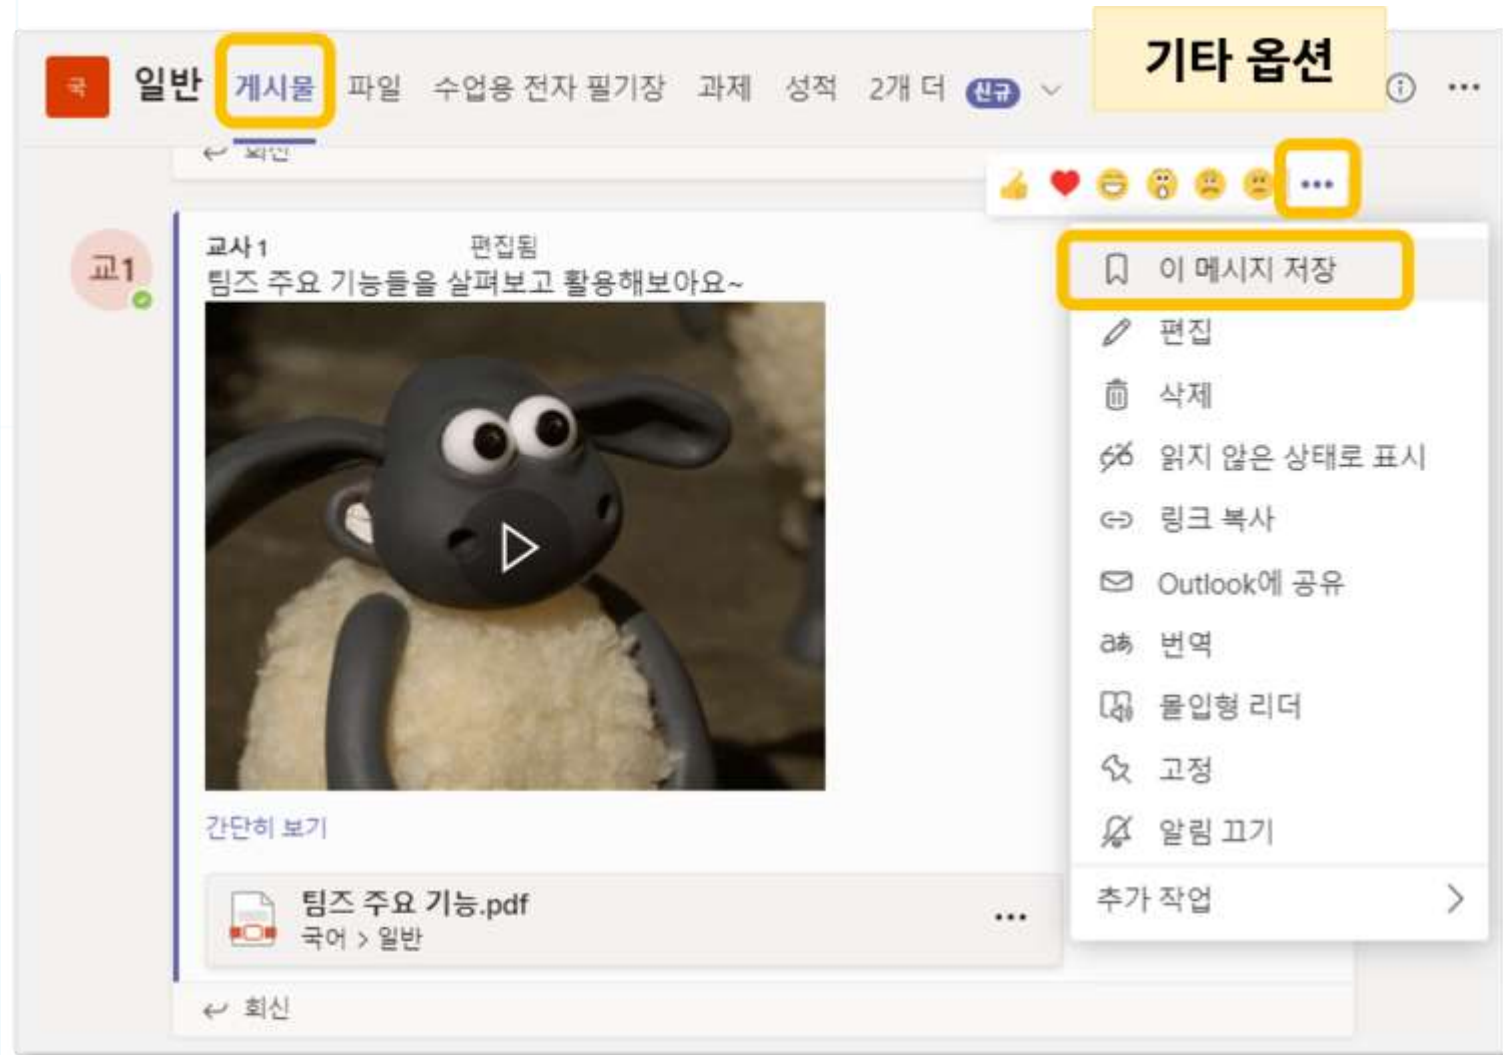 기타 옵션
국 일반 게시물 파일 수업용 전자 필기장 과제 성적 2개 더 신규
회신
교1
교사 1 편집됨
팀즈 주요 기능들을 살펴보고 활용해보아요~
간단히 보기
팀즈 주요 기능.pdf
국어 > 일반
회신
이 메시지 저장
편집
삭제
읽지 않은 상태로 표시
링크 복사
Outlook에 공유
aあ 번역
몰입형 리더
고정
알림 끄기
추가 작업